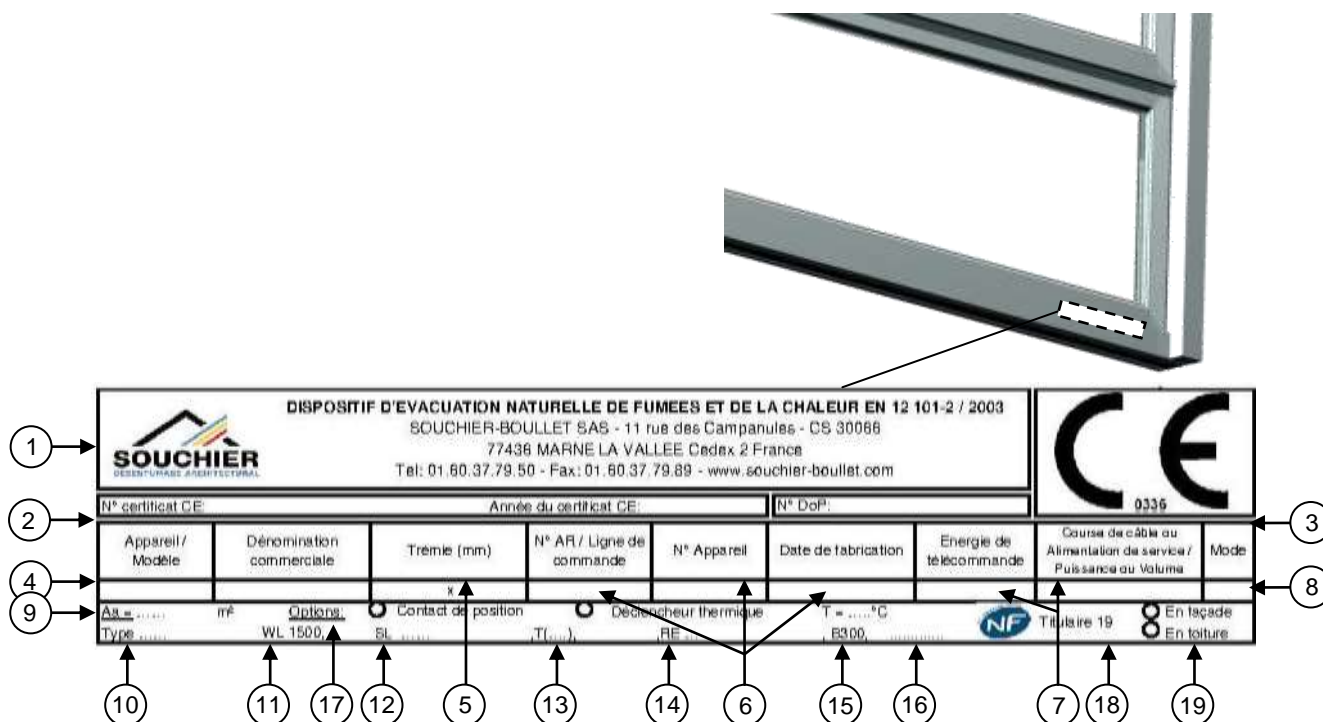 DISPOSITIF D'EVACUATION NATURELLE DE FUMEES ET DE LA CHALEUR EN 12 101-2 / 2003
SOUCHIER-BOULLET SAS - 11 rue des Campanules - CS 30066
77436 MARNE LA VALLEE Cedex 2 France
Tel: 01.60.37.79.50 - Fax: 01.60.37.79.89 - www.souchier-boullet.com
SOUCHIER
DESENFUMAGE ARCHITECTURAL
CE
0336
1
N° certificat CE:
Année du certificat CE:
N° DoP:
2
3
Appareil / Modèle
Dénomination commerciale
Trémie (mm)
N° AR / Ligne de commande
N° Appareil
Date de fabrication
Energie de télécommande
Course de câble ou Alimentation de service / Puissance ou Volume
Mode
4
x
8
9
Aa = ...... m² Options: Contact de position Déclencheur thermique T = .....°C
NF Titulaire 19
En façade
En toiture
Type ...... WL 1500, SL ...... ,T(....), ,RE ... , B300, .............
10
11
17
12
5
13
14
6
15
16
7
18
19